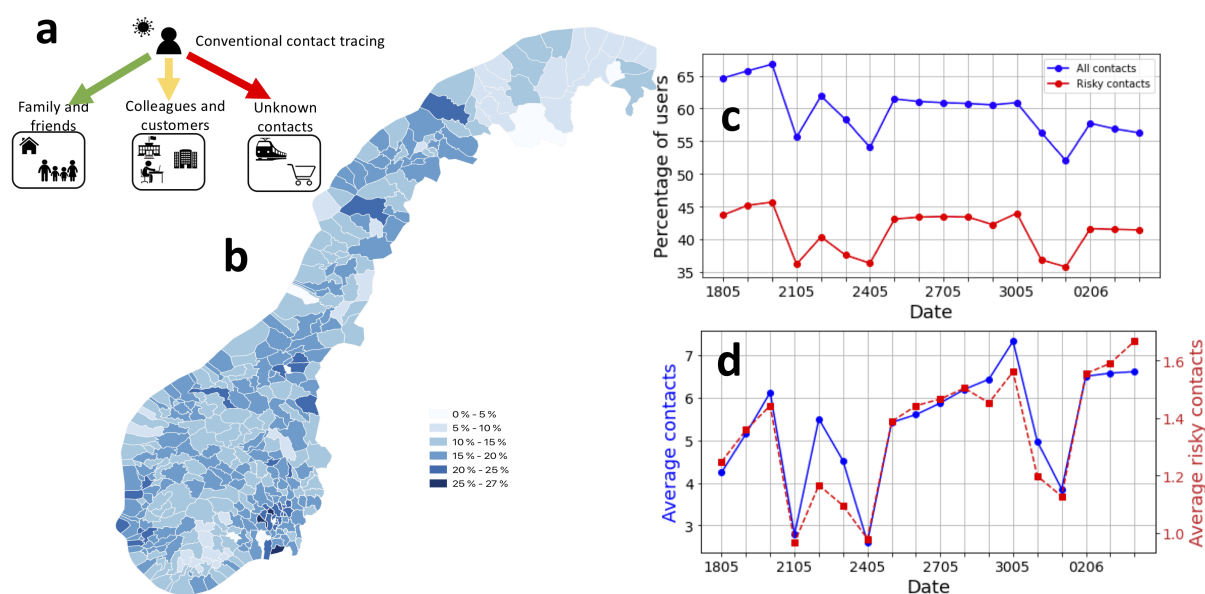 a
Conventional contact tracing
Family and
friends
Colleagues and
customers
Unknown
contacts
b
0 % - 5 %
5 % - 10 %
10 % - 15 %
15 % - 20 %
20 % - 25 %
25 % - 27 %
c
All contacts
Risky contacts
Percentage of users
65
60
55
50
45
40
35
1805
2105
2405
2705
3005
0206
Date
d
Average contacts
7
6
5
4
3
Average risky contacts
1.6
1.4
1.2
1.0
1805
2105
2405
2705
3005
0206
Date